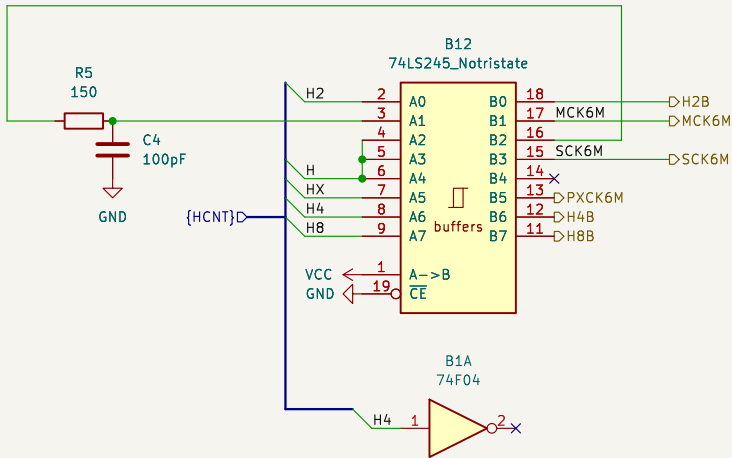 B12
74LS245_Notristate
R5
150
C4
100pF
GND
H2 2 A0 B0 18 H2B
3 A1 B1 17 MCK6M MCK6M
4 A2 B2 16
5 A3 B3 15 SCK6M SCK6M
H 6 A4 B4 14
HX 7 A5 B5 13 PXCK6M
{HCNT} H4 8 A6 buffers B6 12 H4B
H8 9 A7 B7 11 H8B
VCC 1 A->B
GND 19 CE
B1A
74F04
H4 1 2